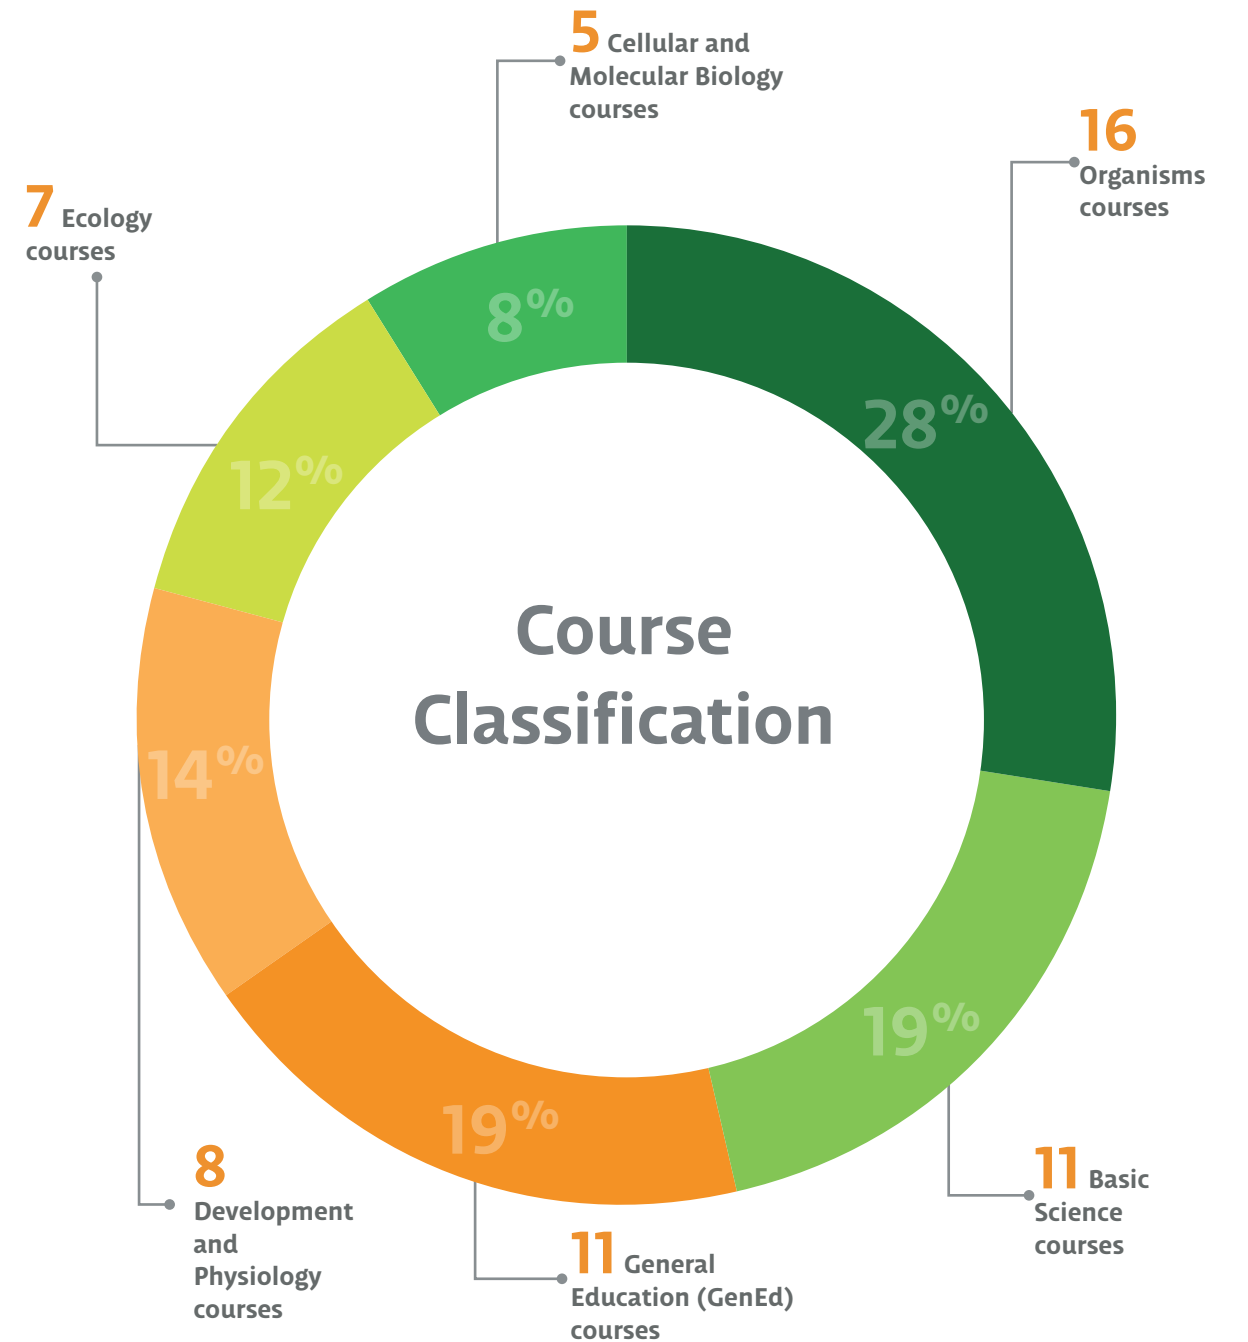 5 Cellular and
Molecular Biology
courses
16
Organisms
courses
7 Ecology
courses
8%
28%
12%
Course
Classification
14%
19%
19%
8
Development
and
Physiology
courses
11 Basic
Science
courses
11 General
Education (GenEd)
courses